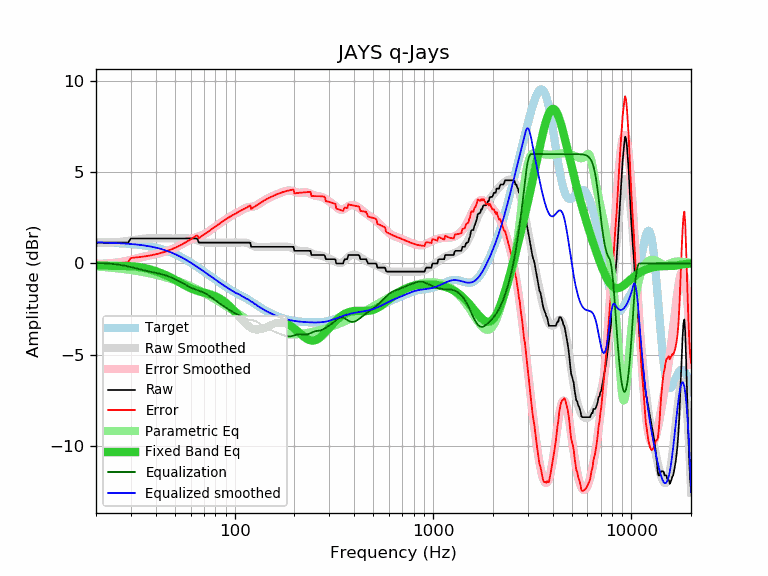 JAYS q-Jays
10
5
0
−5
−10
Amplitude (dBr)
Target
Raw Smoothed
Error Smoothed
Raw
Error
Parametric Eq
Fixed Band Eq
Equalization
Equalized smoothed
100 1000 10000
Frequency (Hz)